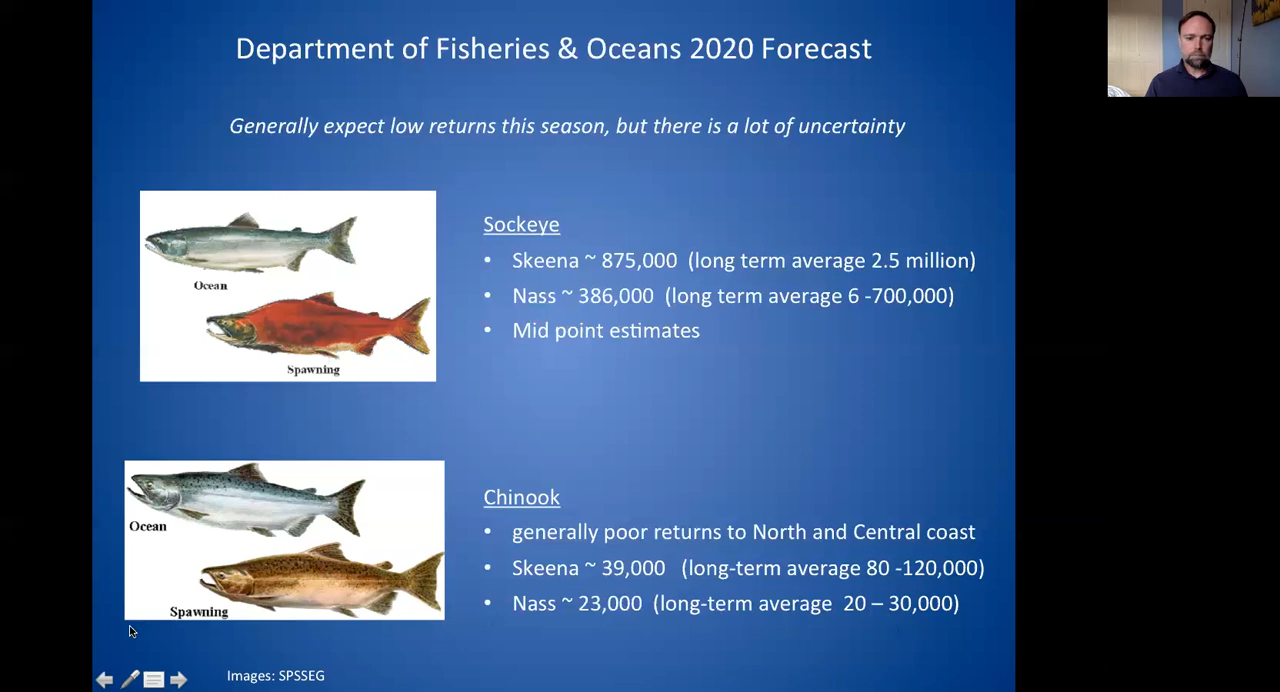 Department of Fisheries & Oceans 2020 Forecast
Generally expect low returns this season, but there is a lot of uncertainty
Ocean
Spawning
Sockeye
• Skeena ~ 875,000 (long term average 2.5 million)
• Nass ~ 386,000 (long term average 6 -700,000)
• Mid point estimates
Ocean
Spawning
Chinook
• generally poor returns to North and Central coast
• Skeena ~ 39,000 (long-term average 80 -120,000)
• Nass ~ 23,000 (long-term average 20 – 30,000)
Images: SPSSEG